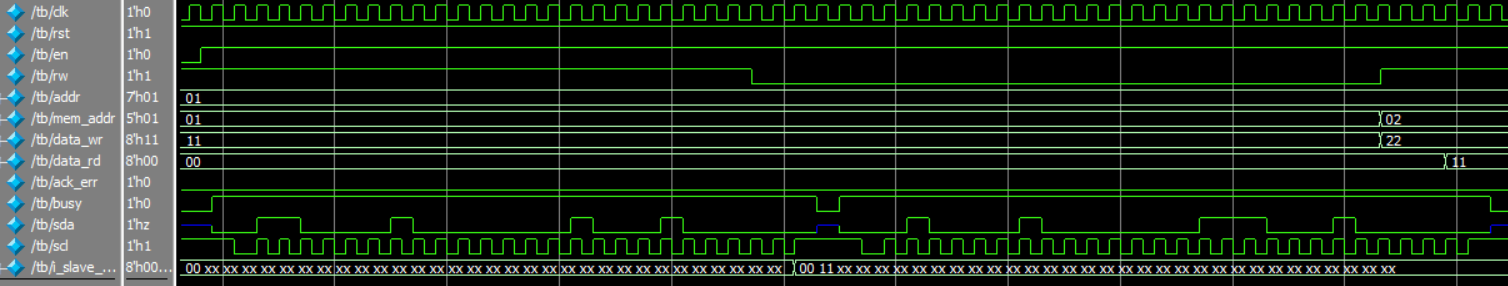 /tb/clk 1'h0
/tb/rst 1'h1
/tb/en 1'h0
/tb/rw 1'h1
/tb/addr 7'h01 01
/tb/mem_addr 5'h01 01 02
/tb/data_wr 8'h11 11 22
/tb/data_rd 8'h00 00 11
/tb/ack_err 1'h0
/tb/busy 1'h0
/tb/sda 1'hz
/tb/scl 1'h1
/tb/i_slave_... 8'h00... 00 xx xx xx xx xx xx xx xx xx xx xx xx xx xx xx xx xx xx xx xx xx xx xx xx xx xx xx xx xx xx xx 00 11 xx xx xx xx xx xx xx xx xx xx xx xx xx xx xx xx xx xx xx xx xx xx xx xx xx xx xx xx xx xx